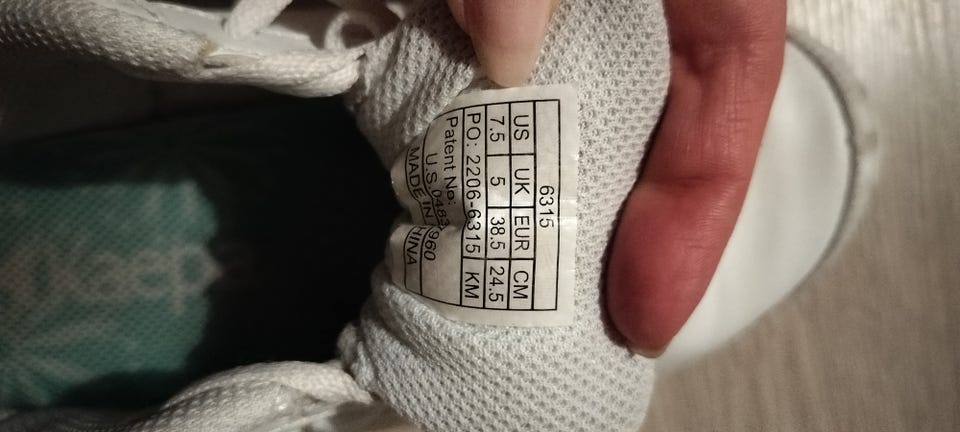 6315
US UK EUR CM
7.5 5 38.5 24.5
PO: 2206-6315 KM
Patent No:
MADE IN